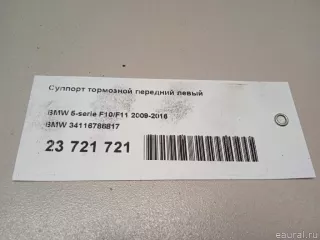 Суппорт тормозной передний левый
BMW 5-serie F10/F11 2009-2016
BMW 34116786817
23 721 721
eaural.ru(c)